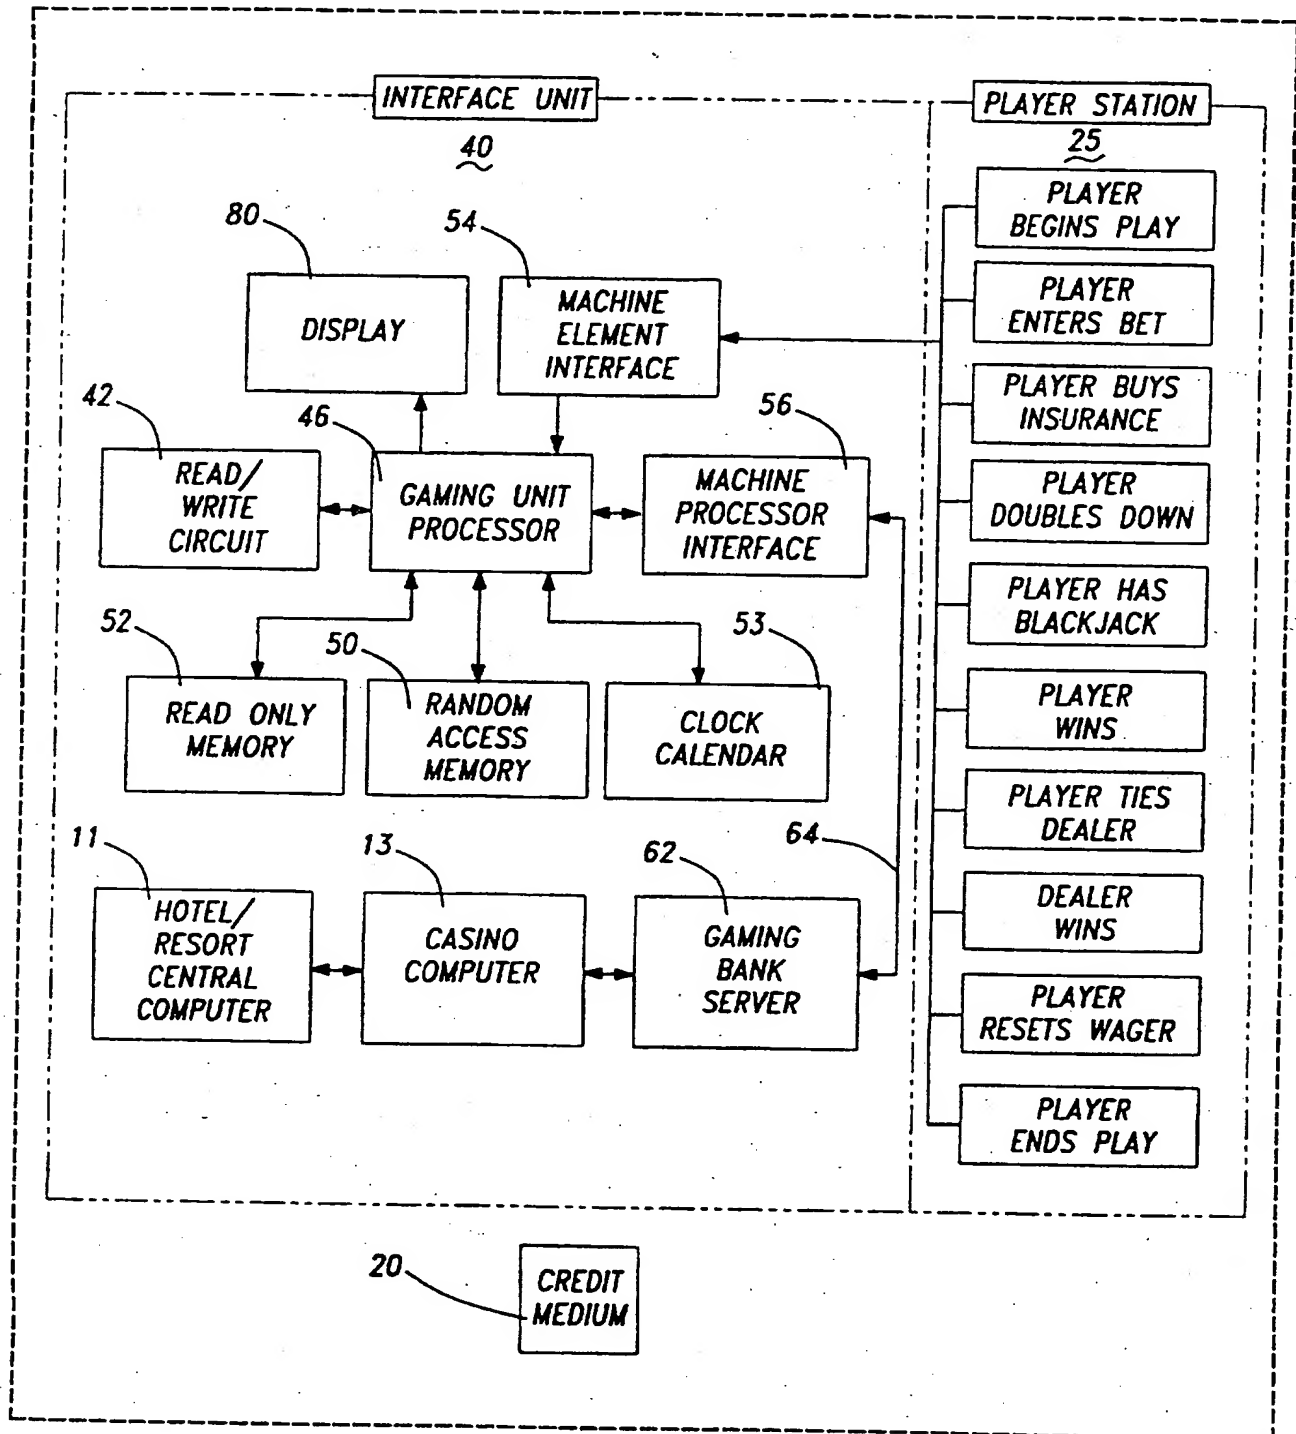 INTERFACE UNIT
40
PLAYER STATION
25
80
54
DISPLAY
MACHINE
ELEMENT
INTERFACE
42
46
56
READ/
WRITE
CIRCUIT
GAMING UNIT
PROCESSOR
MACHINE
PROCESSOR
INTERFACE
52
50
53
READ ONLY
MEMORY
RANDOM
ACCESS
MEMORY
CLOCK
CALENDAR
11
13
62
64
HOTEL/
RESORT
CENTRAL
COMPUTER
CASINO
COMPUTER
GAMING
BANK
SERVER
PLAYER
BEGINS PLAY
PLAYER
ENTERS BET
PLAYER BUYS
INSURANCE
PLAYER
DOUBLES DOWN
PLAYER HAS
BLACKJACK
PLAYER
WINS
PLAYER TIES
DEALER
DEALER
WINS
PLAYER
RESETS WAGER
PLAYER
ENDS PLAY
20
CREDIT
MEDIUM